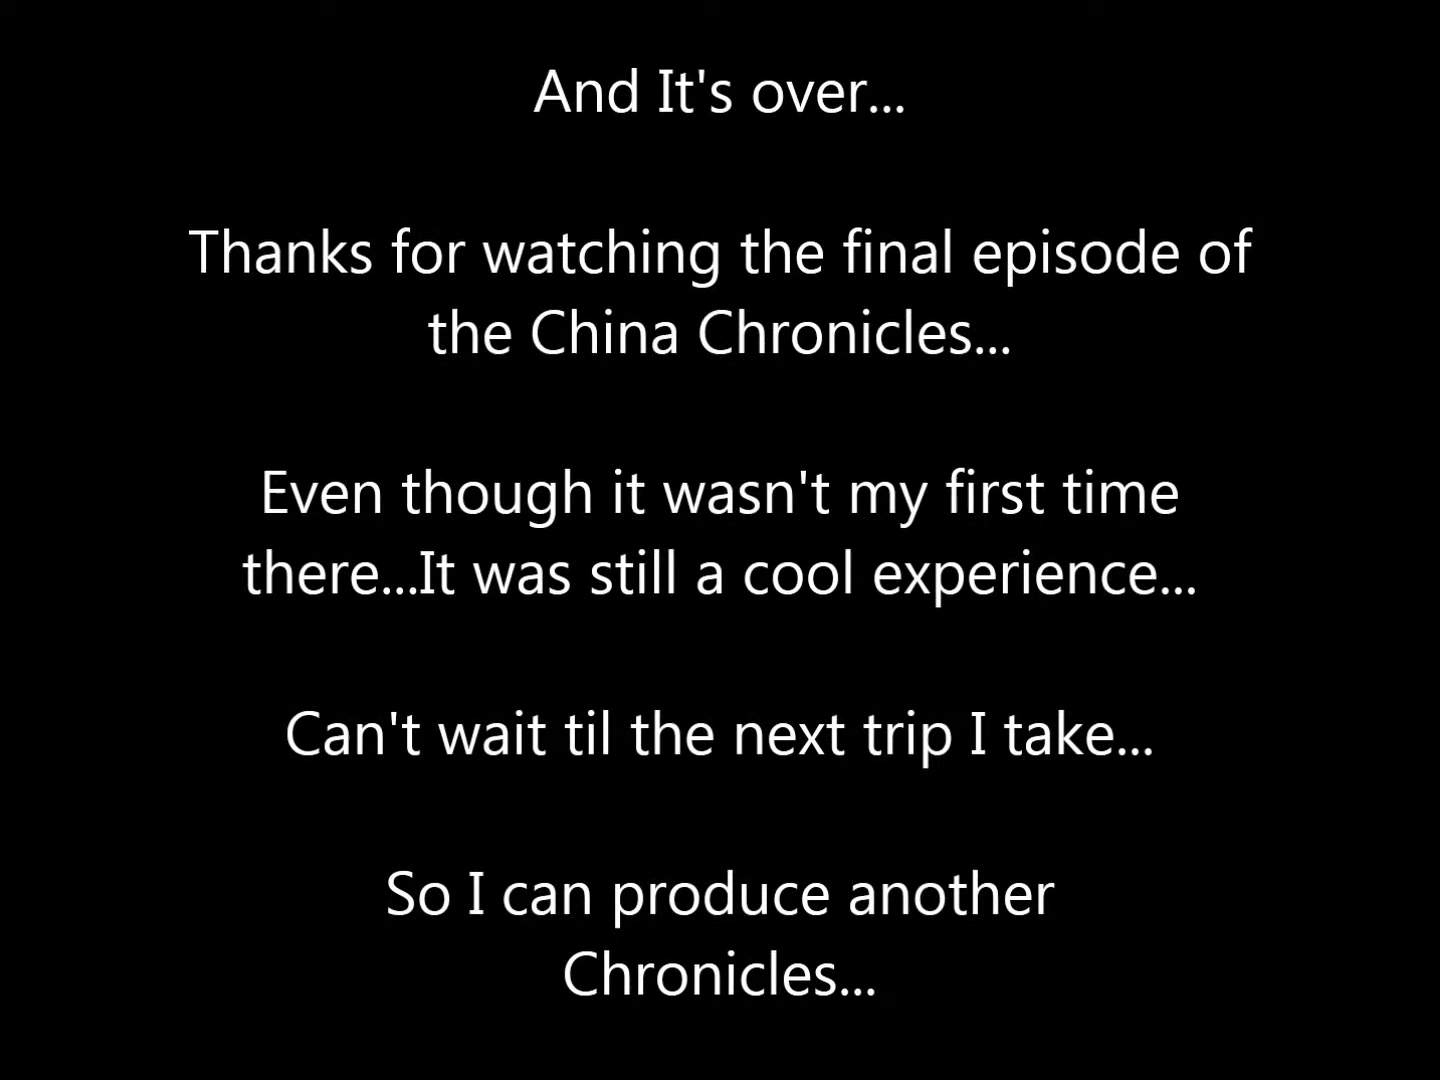 And It's over...
Thanks for watching the final episode of
the China Chronicles...
Even though it wasn't my first time
there...It was still a cool experience...
Can't wait til the next trip I take...
So I can produce another
Chronicles...